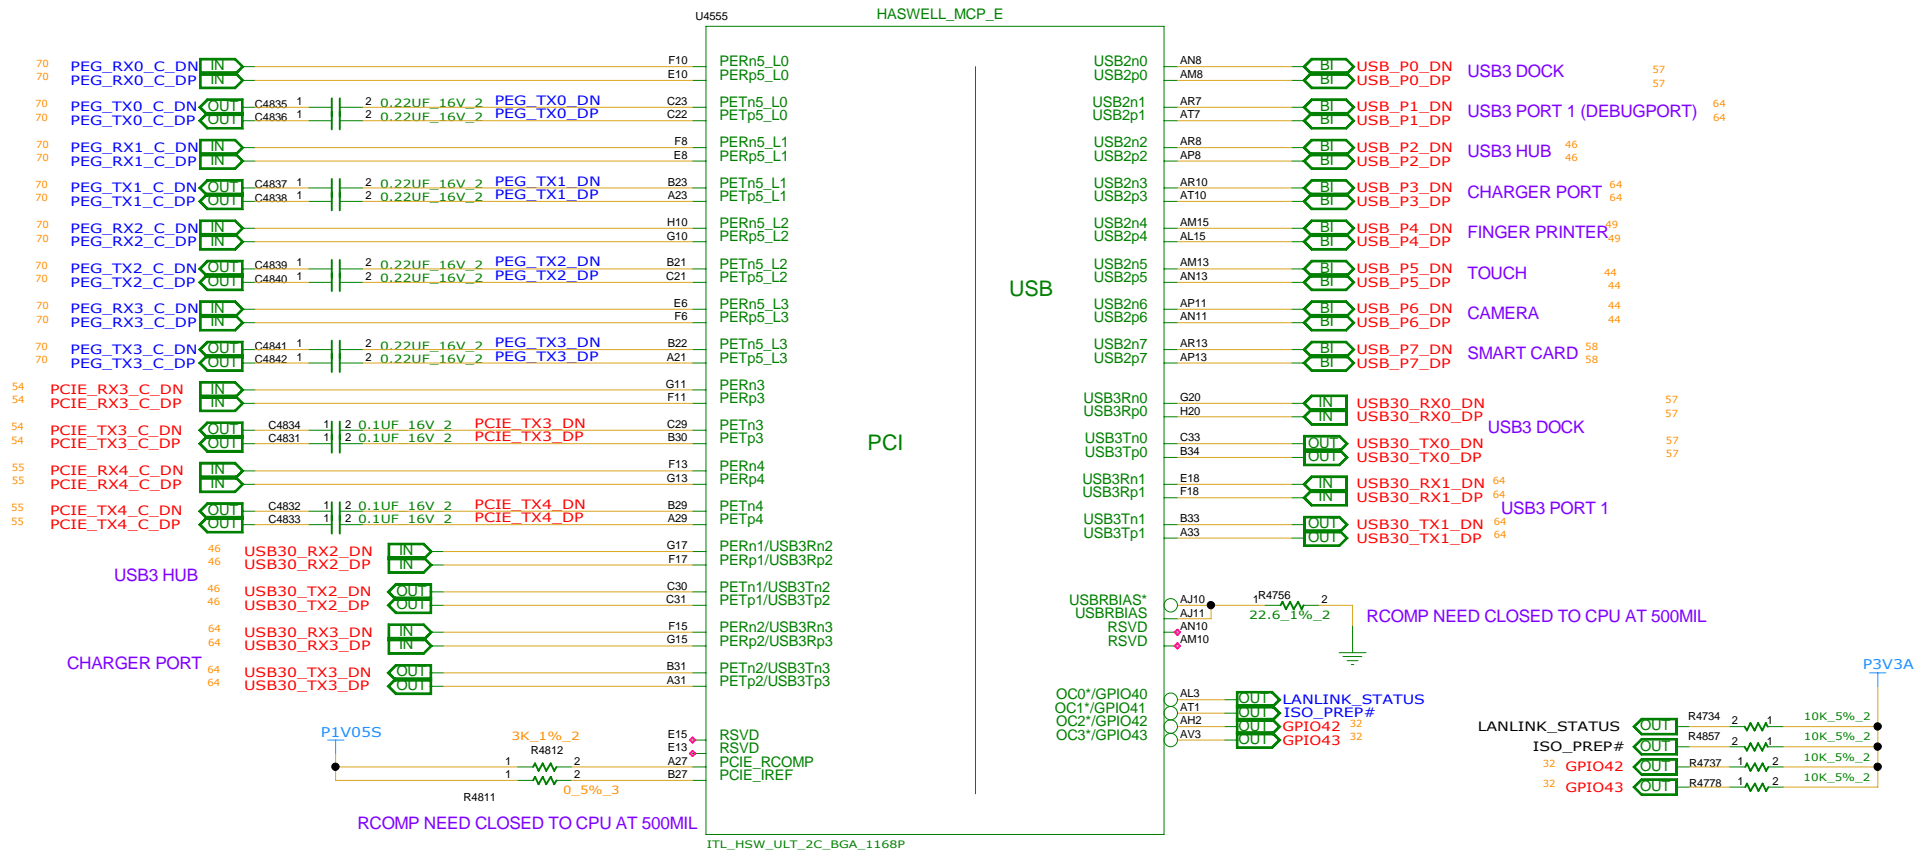 U4555 HASWELL_MCP_E
70 PEG_RX0_C_DN IN F10 PERn5_L0
70 PEG_RX0_C_DP IN E10 PERp5_L0
70 PEG_TX0_C_DN OUT C4835 1 2 0.22UF_16V_2 PEG_TX0_DN C23 PETn5_L0
70 PEG_TX0_C_DP OUT C4836 1 2 0.22UF_16V_2 PEG_TX0_DP C22 PETp5_L0
70 PEG_RX1_C_DN IN F8 PERn5_L1
70 PEG_RX1_C_DP IN E8 PERp5_L1
70 PEG_TX1_C_DN OUT C4837 1 2 0.22UF_16V_2 PEG_TX1_DN B23 PETn5_L1
70 PEG_TX1_C_DP OUT C4838 1 2 0.22UF_16V_2 PEG_TX1_DP A23 PETp5_L1
70 PEG_RX2_C_DN IN H10 PERn5_L2
70 PEG_RX2_C_DP IN G10 PERp5_L2
70 PEG_TX2_C_DN OUT C4839 1 2 0.22UF_16V_2 PEG_TX2_DN B21 PETn5_L2
70 PEG_TX2_C_DP OUT C4840 1 2 0.22UF_16V_2 PEG_TX2_DP C21 PETp5_L2
70 PEG_RX3_C_DN IN E6 PERn5_L3
70 PEG_RX3_C_DP IN F6 PERp5_L3
70 PEG_TX3_C_DN OUT C4841 1 2 0.22UF_16V_2 PEG_TX3_DN B22 PETn5_L3
70 PEG_TX3_C_DP OUT C4842 1 2 0.22UF_16V_2 PEG_TX3_DP A21 PETp5_L3
54 PCIE_RX3_C_DN IN G11 PERn3
54 PCIE_RX3_C_DP IN F11 PERp3
54 PCIE_TX3_C_DN OUT C4834 1 2 0.1UF_16V_2 PCIE_TX3_DN C29 PETn3
54 PCIE_TX3_C_DP OUT C4831 1 2 0.1UF_16V_2 PCIE_TX3_DP B30 PETp3
55 PCIE_RX4_C_DN IN F13 PERn4
55 PCIE_RX4_C_DP IN G13 PERp4
55 PCIE_TX4_C_DN OUT C4832 1 2 0.1UF_16V_2 PCIE_TX4_DN B29 PETn4
55 PCIE_TX4_C_DP OUT C4833 1 2 0.1UF_16V_2 PCIE_TX4_DP A29 PETp4
46 USB30_RX2_DN IN G17 PERn1/USB3Rn2
46 USB30_RX2_DP IN F17 PERp1/USB3Rp2
USB3 HUB
46 USB30_TX2_DN OUT C30 PETn1/USB3Tn2
46 USB30_TX2_DP OUT C31 PETp1/USB3Tp2
64 USB30_RX3_DN IN F15 PERn2/USB3Rn3
64 USB30_RX3_DP IN G15 PERp2/USB3Rp3
CHARGER PORT
64 USB30_TX3_DN OUT B31 PETn2/USB3Tn3
64 USB30_TX3_DP OUT A31 PETp2/USB3Tp3
P1V05S
E15 RSVD
E13 RSVD
3K_1%_2
R4812
1 2 A27 PCIE_RCOMP
1 2 B27 PCIE_IREF
0_5%_3
R4811
RCOMP NEED CLOSED TO CPU AT 500MIL
PCI
USB
USB2n0 AN8 BI USB_P0_DN 57
USB2p0 AM8 BI USB_P0_DP 57
USB3 DOCK
USB2n1 AR7 BI USB_P1_DN 64
USB2p1 AT7 BI USB_P1_DP 64
USB3 PORT 1 (DEBUGPORT)
USB2n2 AR8 BI USB_P2_DN 46
USB2p2 AP8 BI USB_P2_DP 46
USB3 HUB
USB2n3 AR10 BI USB_P3_DN 64
USB2p3 AT10 BI USB_P3_DP 64
CHARGER PORT
USB2n4 AM15 BI USB_P4_DN 49
USB2p4 AL15 BI USB_P4_DP 49
FINGER PRINTER
USB2n5 AM13 BI USB_P5_DN 44
USB2p5 AN13 BI USB_P5_DP 44
TOUCH
USB2n6 AP11 BI USB_P6_DN 44
USB2p6 AN11 BI USB_P6_DP 44
CAMERA
USB2n7 AR13 BI USB_P7_DN 58
USB2p7 AP13 BI USB_P7_DP 58
SMART CARD
USB3Rn0 G20 IN USB30_RX0_DN 57
USB3Rp0 H20 IN USB30_RX0_DP 57
USB3 DOCK
USB3Tn0 C33 OUT USB30_TX0_DN 57
USB3Tp0 B34 OUT USB30_TX0_DP 57
USB3Rn1 E18 IN USB30_RX1_DN 64
USB3Rp1 F18 IN USB30_RX1_DP 64
USB3 PORT 1
USB3Tn1 B33 OUT USB30_TX1_DN 64
USB3Tp1 A33 OUT USB30_TX1_DP 64
USBRBIAS* AJ10 1 R4756 2
USBRBIAS AJ11 22.6_1%_2
RSVD AN10
RSVD AM10
RCOMP NEED CLOSED TO CPU AT 500MIL
OC0*/GPIO40 AL3 OUT LANLINK_STATUS
OC1*/GPIO41 AT1 OUT ISO_PREP#
OC2*/GPIO42 AH2 OUT GPIO42 32
OC3*/GPIO43 AV3 OUT GPIO43 32
P3V3A
LANLINK_STATUS OUT R4734 2 1 10K_5%_2
ISO_PREP# OUT R4857 2 1 10K_5%_2
32 GPIO42 OUT R4737 1 2 10K_5%_2
32 GPIO43 OUT R4778 1 2 10K_5%_2
ITL_HSW_ULT_2C_BGA_1168P